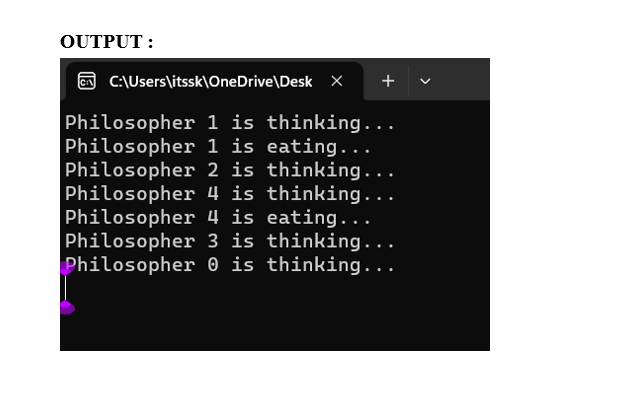 OUTPUT :
C:\Users\itssk\OneDrive\Desk
Philosopher 1 is thinking...
Philosopher 1 is eating...
Philosopher 2 is thinking...
Philosopher 4 is thinking...
Philosopher 4 is eating...
Philosopher 3 is thinking...
Philosopher 0 is thinking...